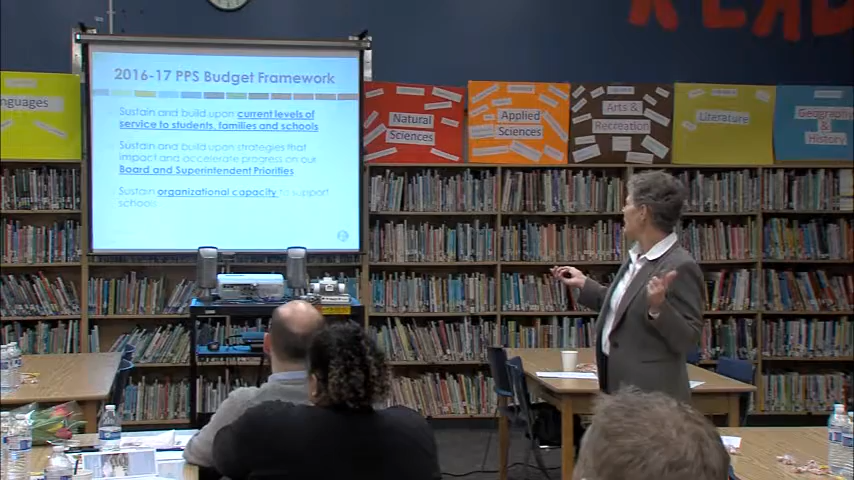 READ
2016-17 PPS Budget Framework
Sustain and build upon current levels of
service to students, families and schools
Sustain and build upon strategies that
impact and accelerate progress on our
Board and Superintendent Priorities
Sustain organizational capacity to support
schools
Languages
Natural
Sciences
Applied
Sciences
Arts &
Recreation
Literature
Geography
&
History